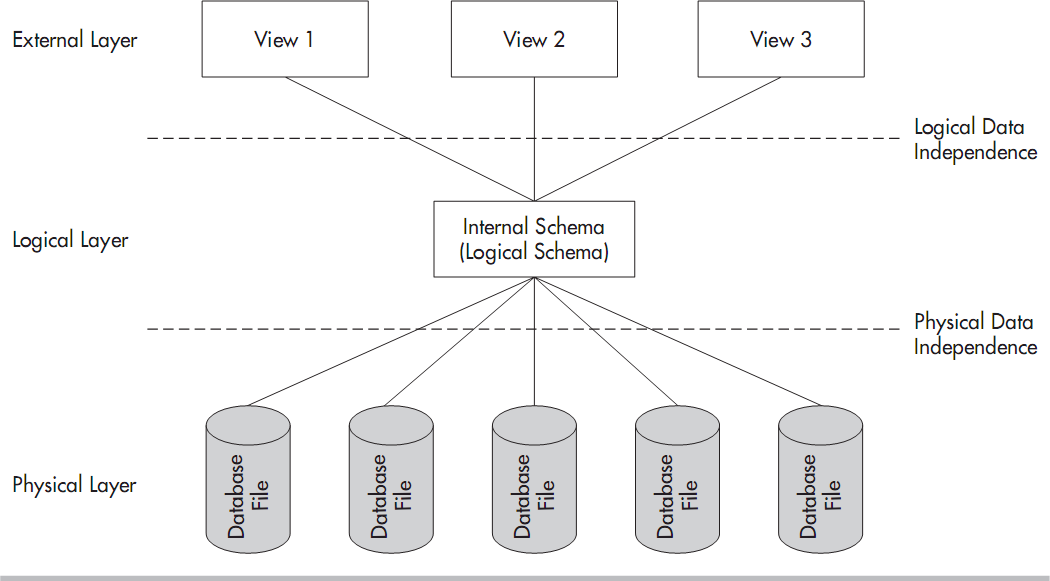 External Layer
View 1
View 2
View 3
Logical Data
Independence
Logical Layer
Internal Schema
(Logical Schema)
Physical Data
Independence
Physical Layer
Database
File
Database
File
Database
File
Database
File
Database
File